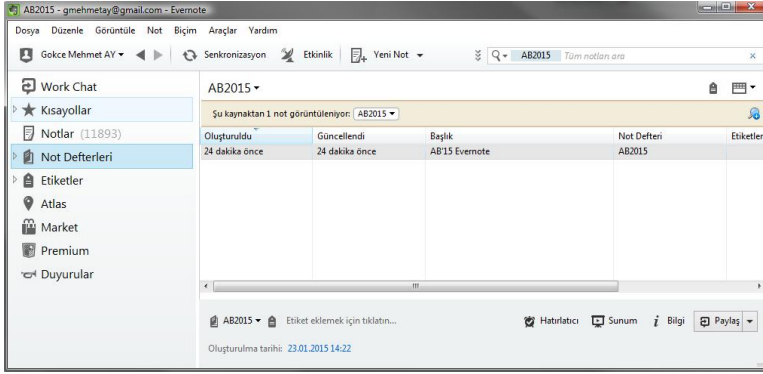 AB2015 - gmehmetay@gmail.com - Evernote
Dosya Düzenle Görüntüle Not Biçim Araçlar Yardım
Gokce Mehmet AY Senkronizasyon Etkinlik Yeni Not AB2015 Tüm notları ara
Work Chat
Kısayollar
Notlar (11893)
Not Defterleri
Etiketler
Atlas
Market
Premium
Duyurular
AB2015
Şu kaynaktan 1 not görüntüleniyor: AB2015
Oluşturuldu Güncellendi Başlık Not Defteri Etiketler
24 dakika önce 24 dakika önce AB'15 Evernote AB2015
AB2015 Etiket eklemek için tıklatın... Hatırlatıcı Sunum Bilgi Paylaş
Oluşturulma tarihi: 23.01.2015 14:22